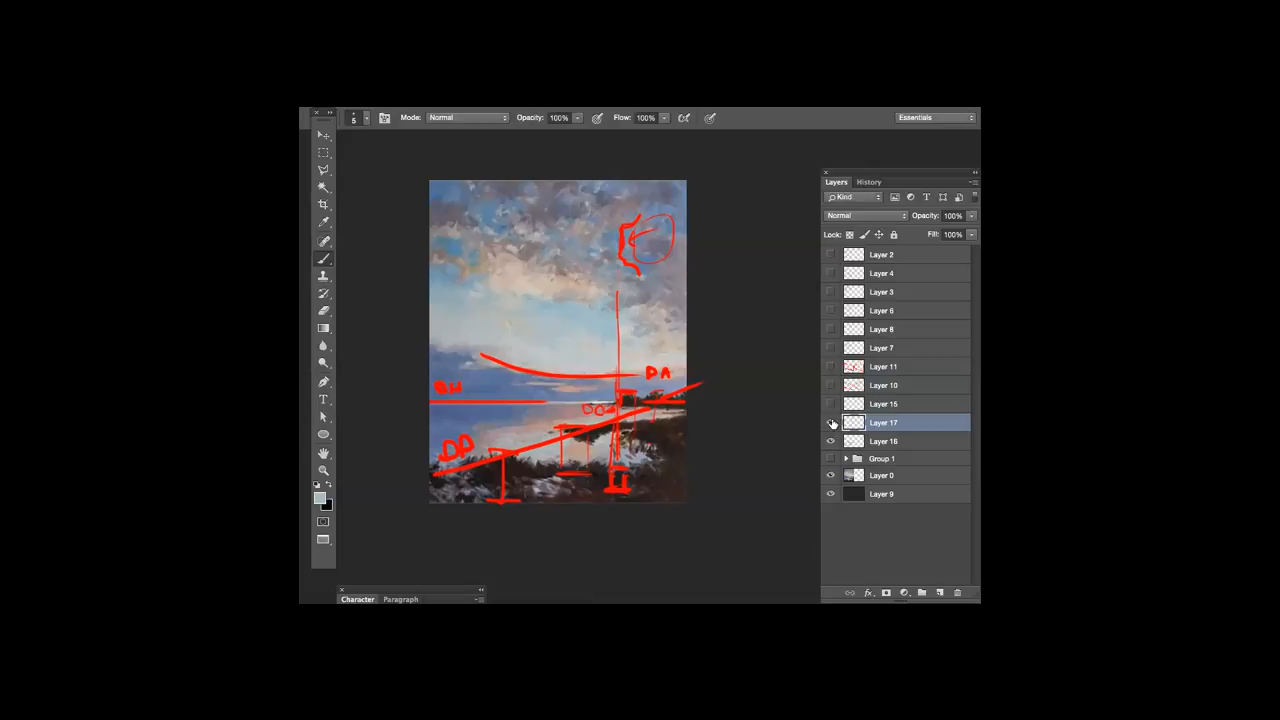 5 Mode: Normal Opacity: 100% Flow: 100% Essentials
Layers History
Kind
Normal Opacity: 100%
Lock: Fill: 100%
Layer 2
Layer 4
Layer 3
Layer 6
Layer 8
Layer 7
Layer 11
Layer 10
Layer 15
Layer 17
Layer 16
Group 1
Layer 0
Layer 9
DA
DA
Character Paragraph